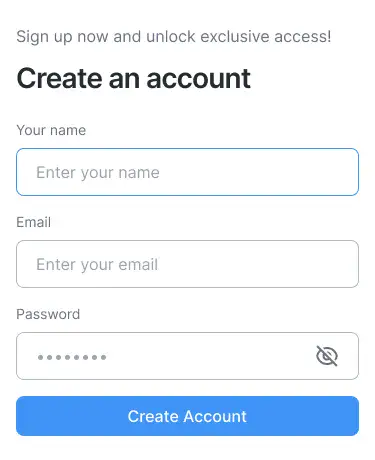 Sign up now and unlock exclusive access!
Create an account
Your name
Enter your name
Email
Enter your email
Password
••••••••
Create Account